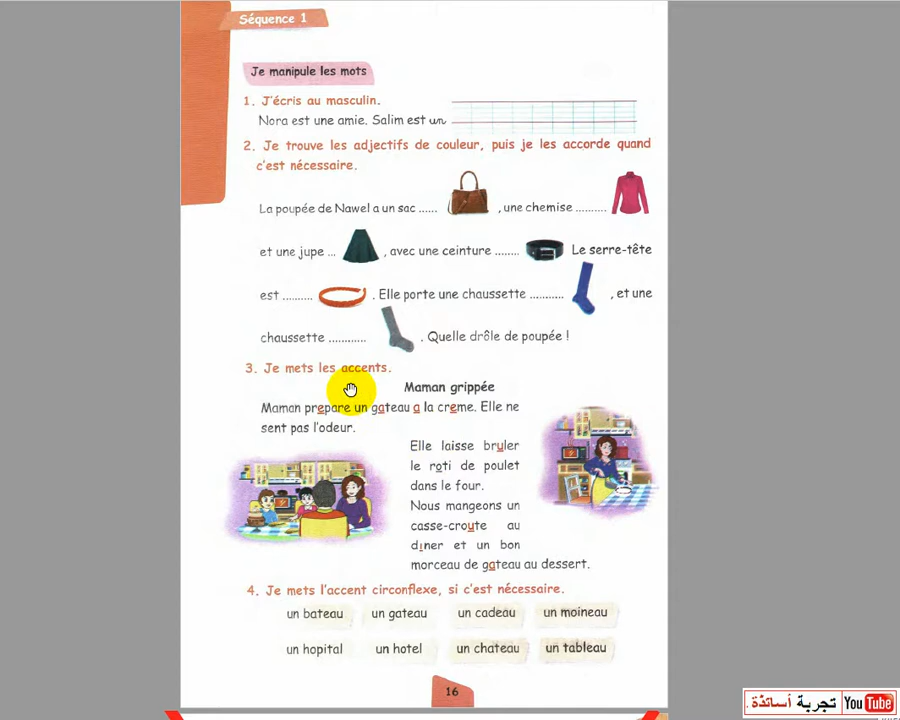 Séquence 1
Je manipule les mots
1. J'écris au masculin.
Nora est une amie. Salim est un
2. Je trouve les adjectifs de couleur, puis je les accorde quand
c'est nécessaire.
La poupée de Nawel a un sac ...... , une chemise ..........
et une jupe ... , avec une ceinture ........ Le serre-tête
est .......... . Elle porte une chaussette ........... , et une
chaussette ............ . Quelle drôle de poupée !
3. Je mets les accents.
Maman grippée
Maman prepare un gateau a la creme. Elle ne
sent pas l'odeur.
Elle laisse bruler
le roti de poulet
dans le four.
Nous mangeons un
casse-croute au
diner et un bon
morceau de gateau au dessert.
4. Je mets l'accent circonflexe, si c'est nécessaire.
un bateau un gateau un cadeau un moineau
un hopital un hotel un chateau un tableau
16
تجربة أساتذة. YouTube